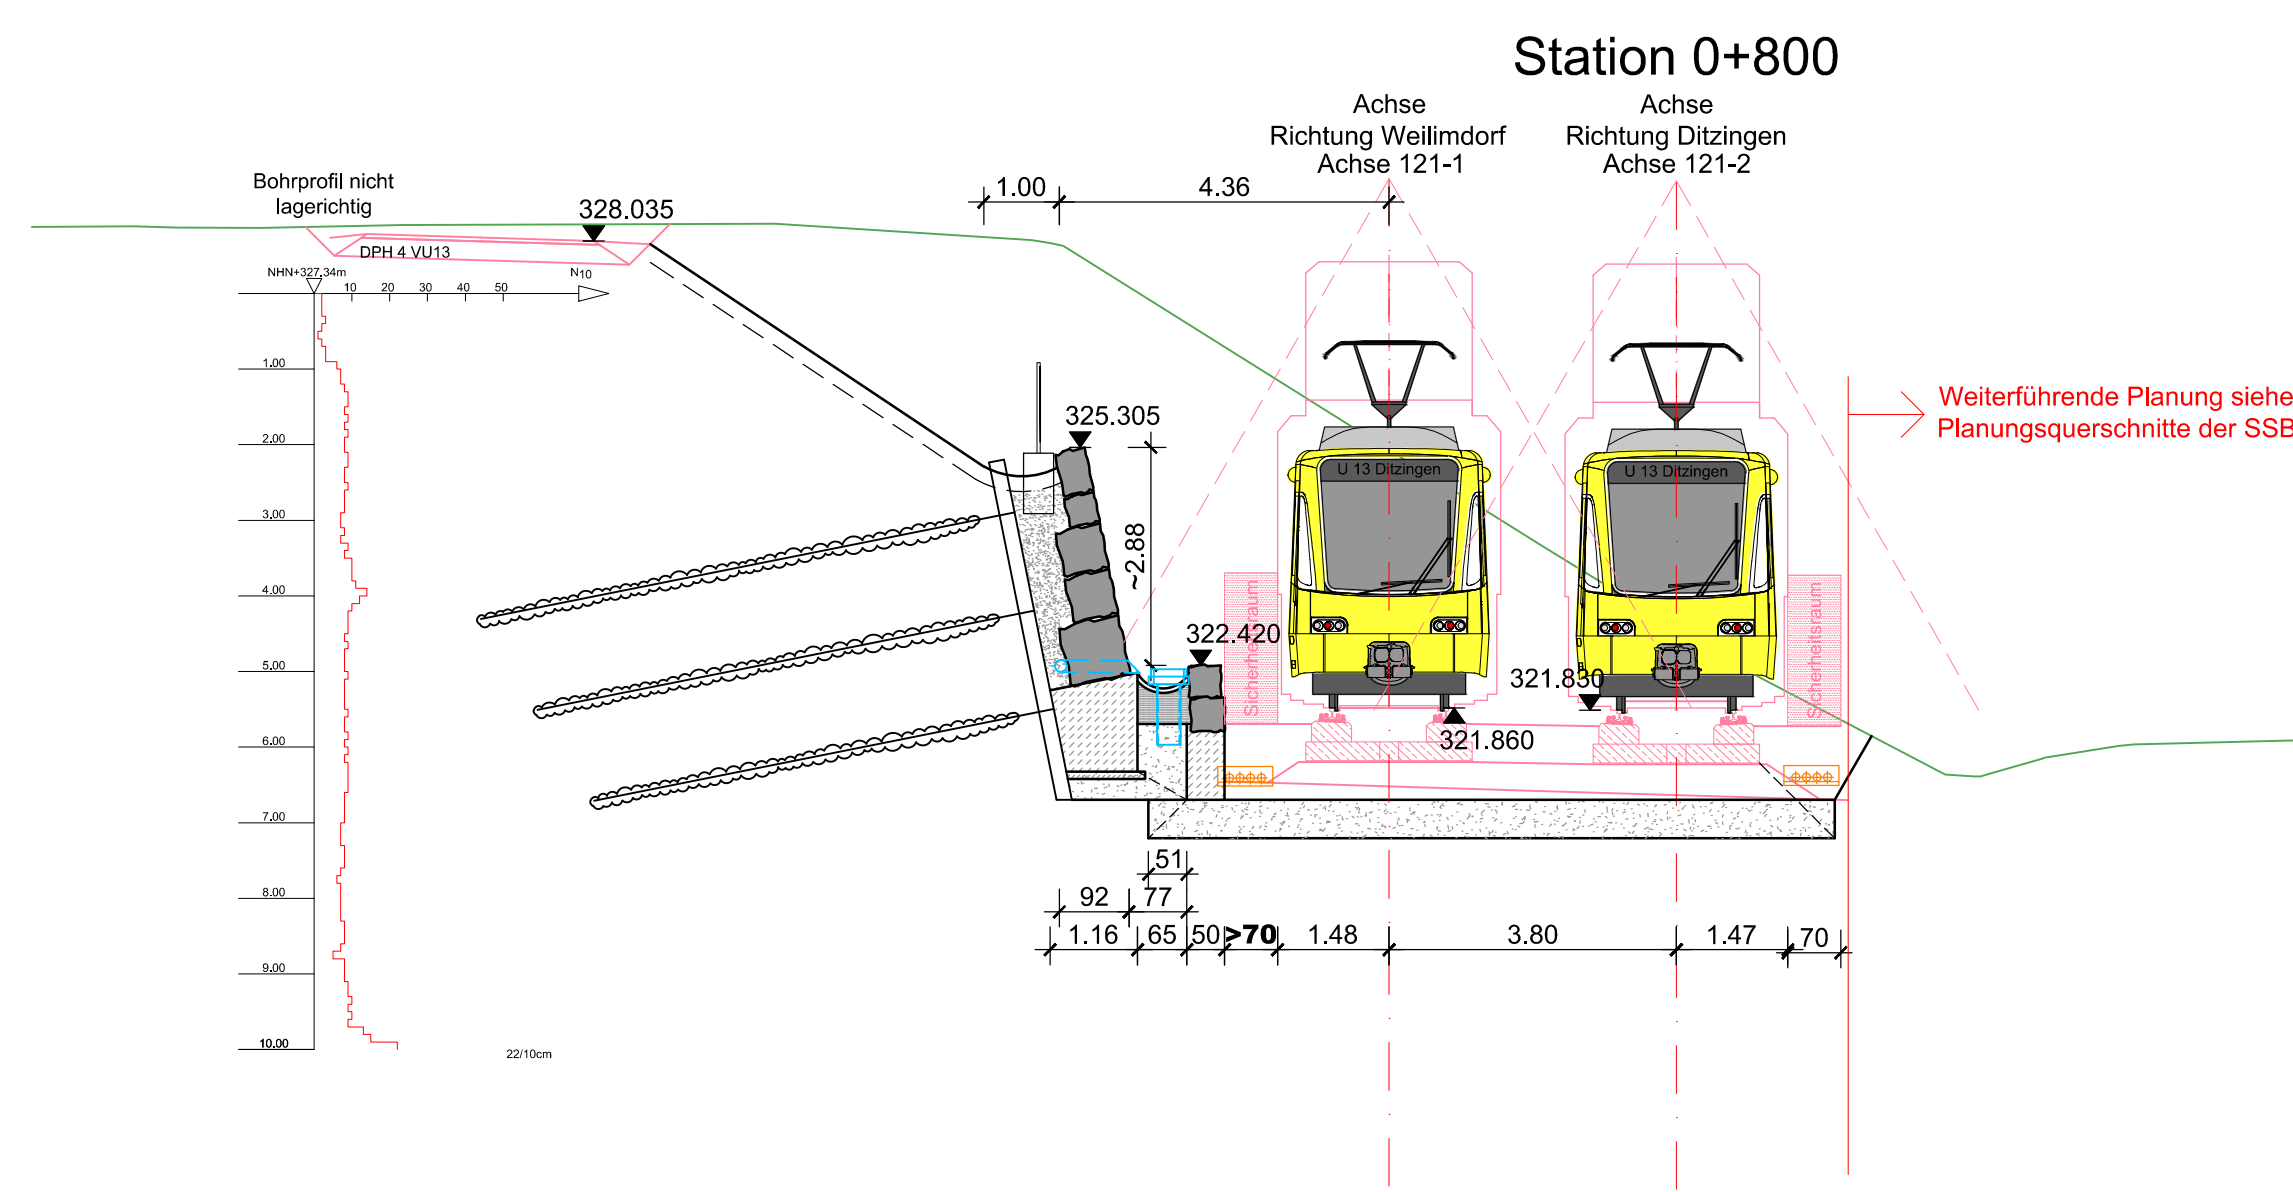 Station 0+800
Achse
Richtung Weilimdorf
Achse 121-1
Achse
Richtung Ditzingen
Achse 121-2
Bohrprofil nicht
lagerichtig
328.035
1.00
4.36
DPH 4 VU13
NHN+327.34m
N10
10
20
30
40
50
1.00
2.00
3.00
4.00
5.00
6.00
7.00
8.00
9.00
10.00
22/10cm
325.305
~2.88
322.420
U 13 Ditzingen
U 13 Ditzingen
Sicherheitsraum
Sicherheitsraum
321.830
321.860
Weiterführende Planung siehe
Planungsquerschnitte der SSB
51
92
77
1.16
65
50
>70
1.48
3.80
1.47
70